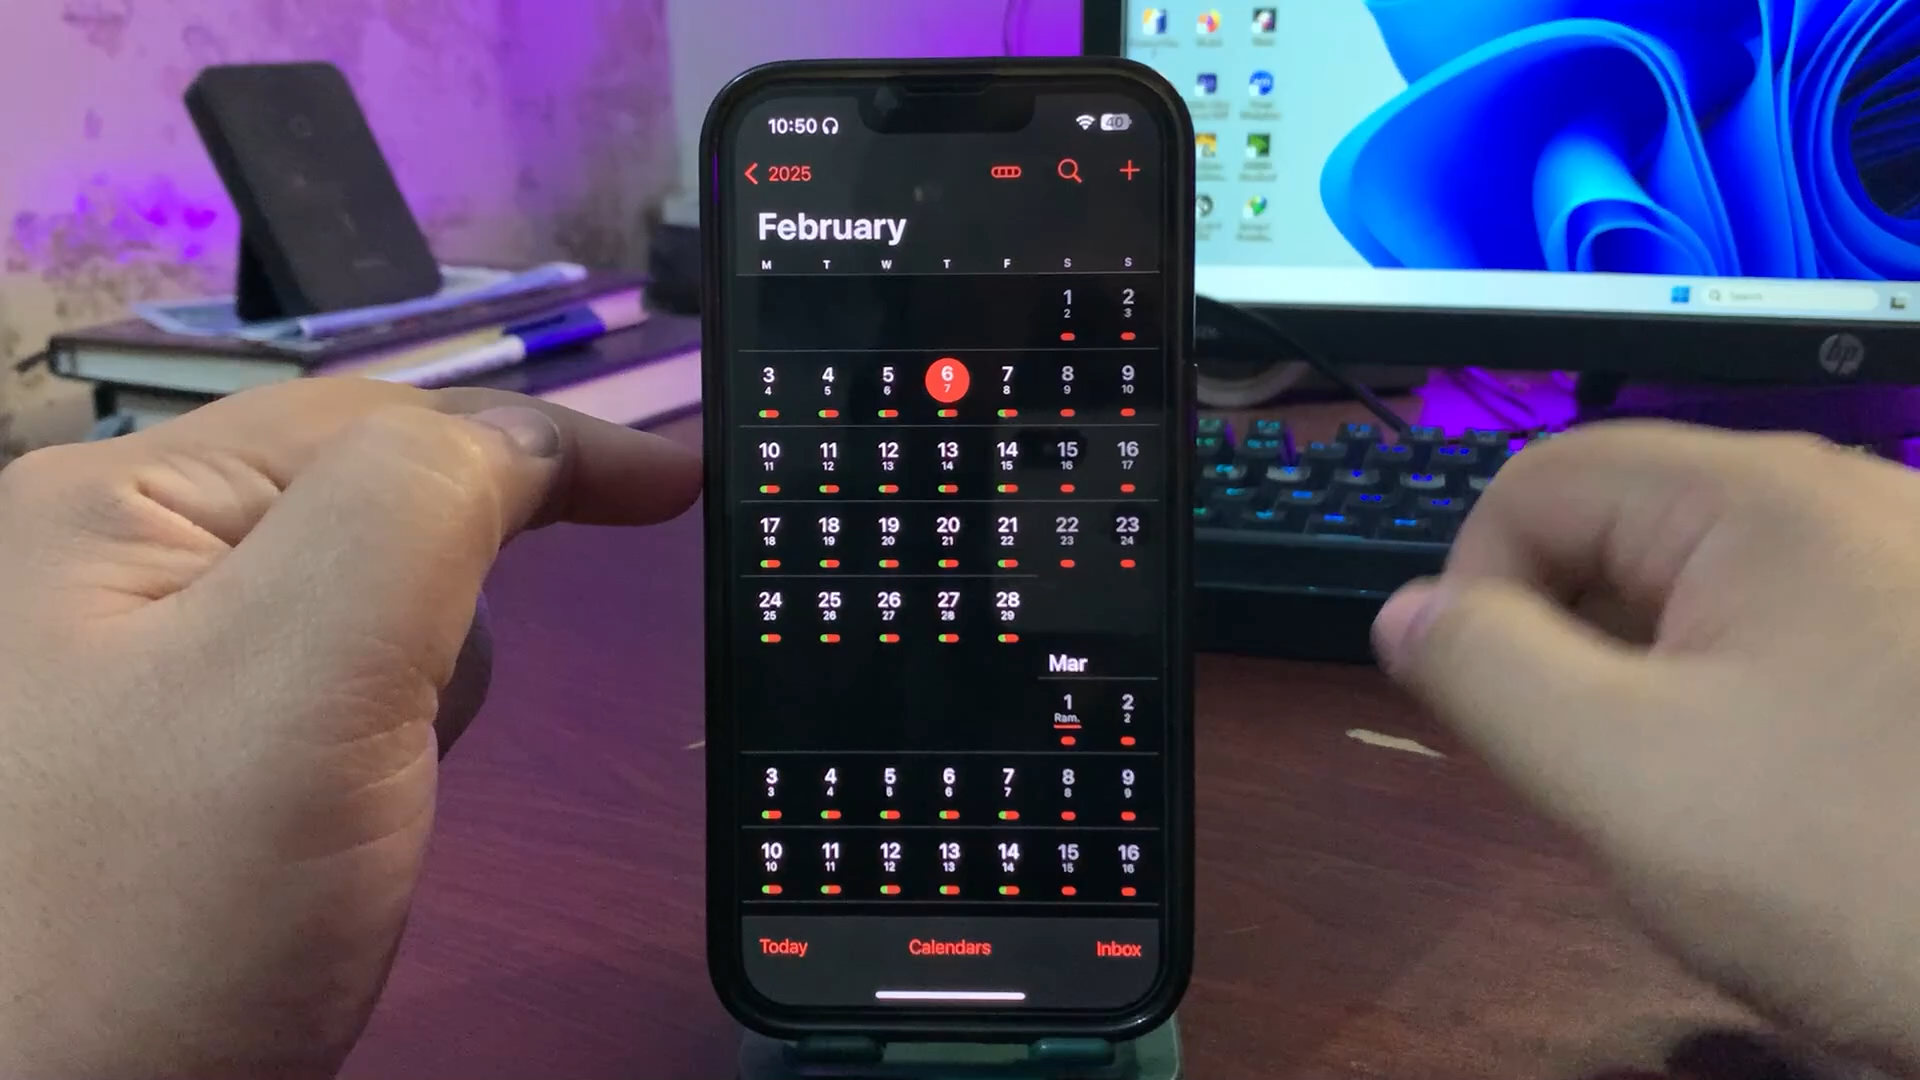 10:50 40
2025
February
M T W T F S S
1 2
2 3
3 4 5 6 7 8 9
4 5 6 7 8 9 10
10 11 12 13 14 15 16
11 12 13 14 15 16 17
17 18 19 20 21 22 23
18 19 20 21 22 23 24
24 25 26 27 28
25 26 27 28 29
Mar
1 2
Ram. 2
3 4 5 6 7 8 9
3 4 5 6 7 8 9
10 11 12 13 14 15 16
10 11 12 13 14 15 16
Today Calendars Inbox
Search
hp